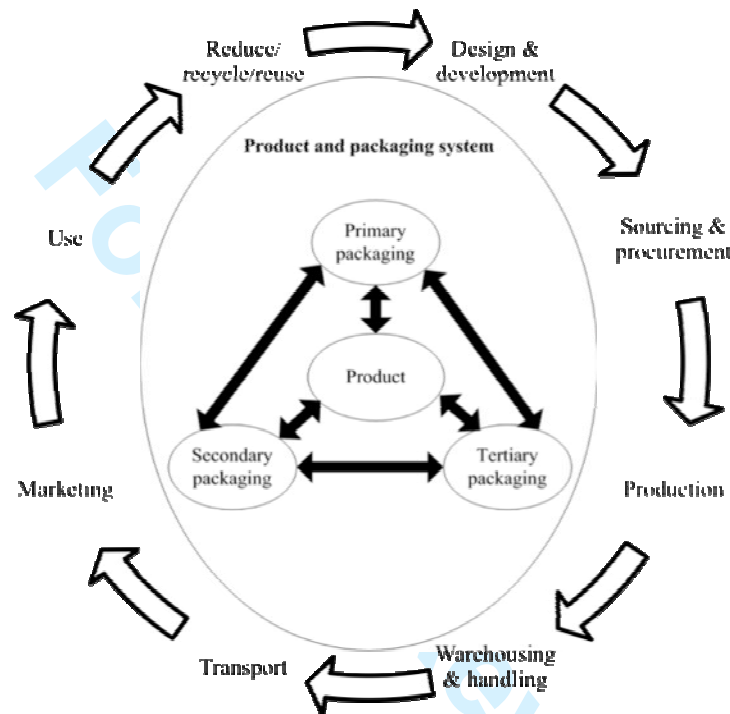 Reduce/
recycle/reuse
Design &
development
Product and packaging system
Sourcing &
procurement
Use
Primary
packaging
Product
Secondary
packaging
Tertiary
packaging
Marketing
Production
Transport
Warehousing
& handling